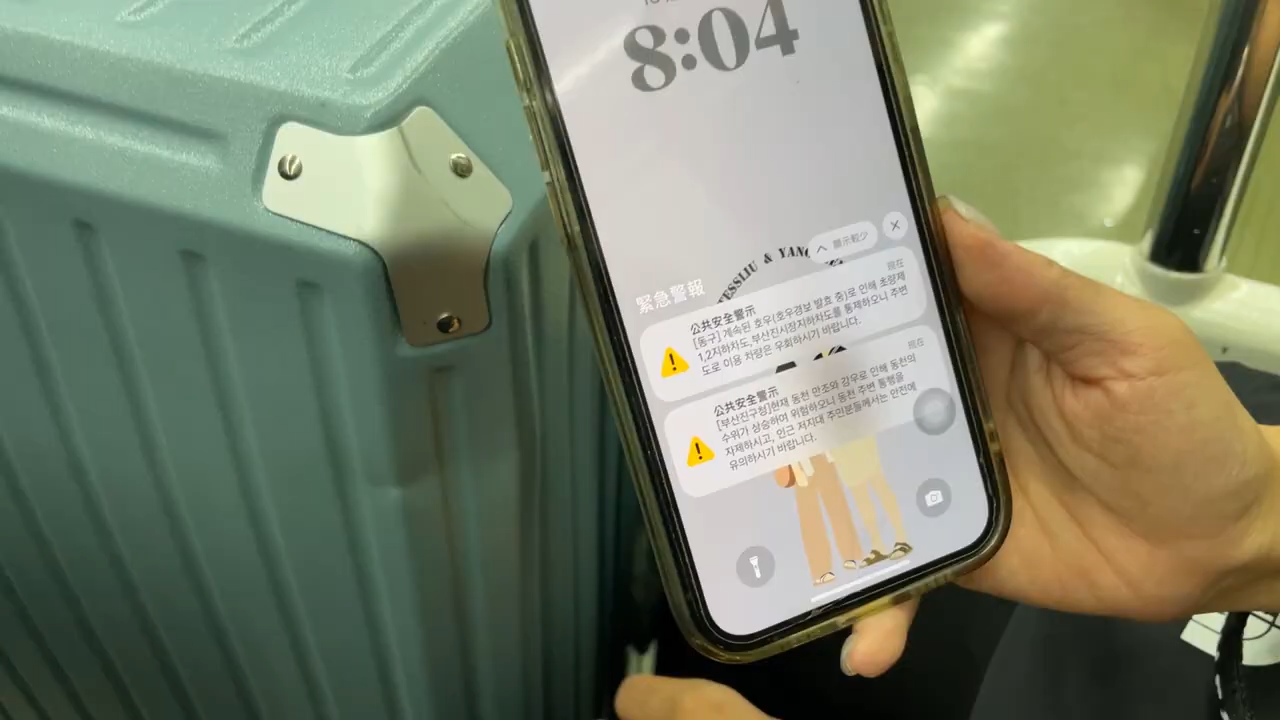 8:04
顯示較少
ESSLIU & YANG
緊急警報
公共安全警示
現在
[동구] 계속된 호우(호우경보 발효 중)로 인해 초량제
1,2지하차도,부산진시장지하차도를 통제하오니 주변
도로 이용 차량은 우회하시기 바랍니다.
公共安全警示
現在
[부산진구청]현재 동천 만조와 강우로 인해 동천의
수위가 상승하여 위험하오니 동천 주변 통행을
자제하시고, 인근 저지대 주민분들께서는 안전에
유의하시기 바랍니다.